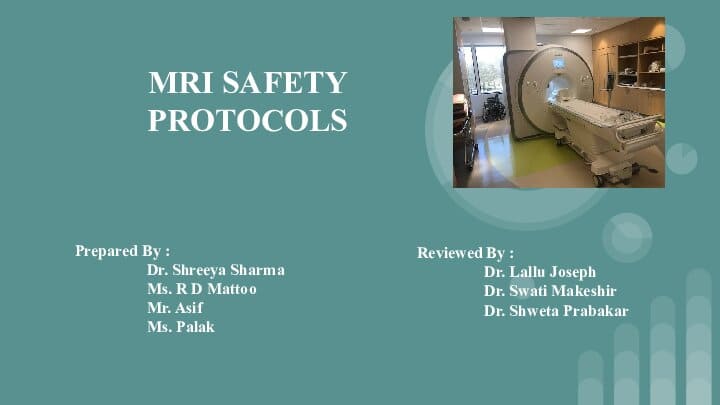 MRI SAFETY
PROTOCOLS
Prepared By :
Dr. Shreeya Sharma
Ms. R D Mattoo
Mr. Asif
Ms. Palak
Reviewed By :
Dr. Lallu Joseph
Dr. Swati Makeshir
Dr. Shweta Prabakar